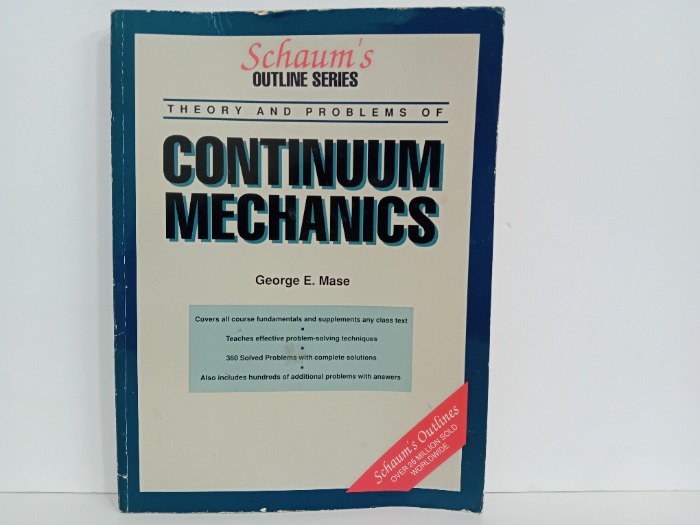 Schaum's
OUTLINE SERIES
THEORY AND PROBLEMS OF
CONTINUUM
MECHANICS
George E. Mase
Covers all course fundamentals and supplements any class text
•
Teaches effective problem-solving techniques
•
360 Solved Problems with complete solutions
•
Also includes hundreds of additional problems with answers
Schaum's Outlines
OVER 25 MILLION SOLD
WORLDWIDE